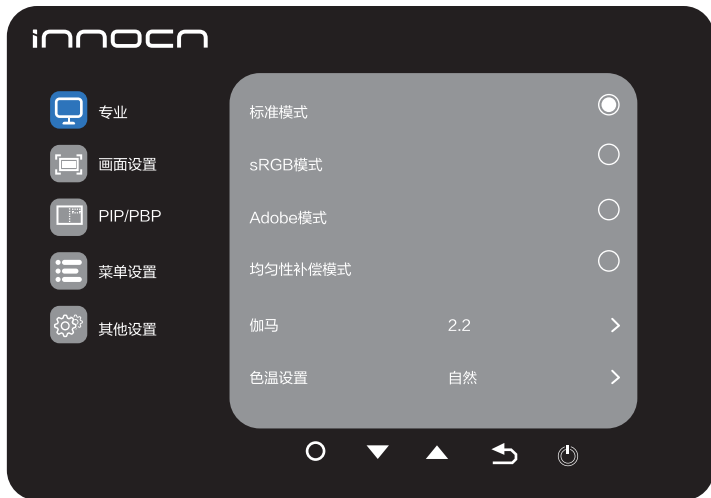 innocn
专业
画面设置
PIP/PBP
菜单设置
其他设置
标准模式
sRGB模式
Adobe模式
均匀性补偿模式
伽马 2.2
色温设置 自然